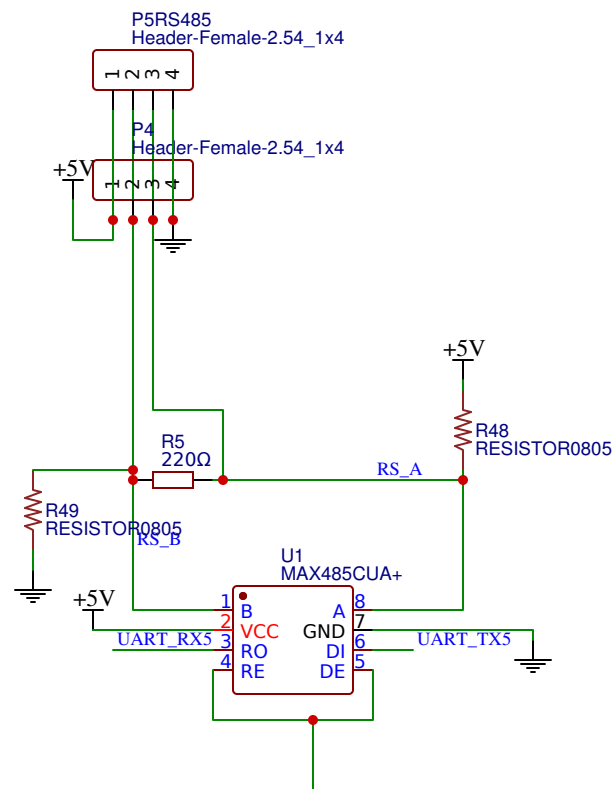 P5RS485
Header-Female-2.54_1x4
1 2 3 4
P4
Header-Female-2.54_1x4
+5V
1 2 3 4
+5V
R48
RESISTOR0805
R5
220Ω
RS_A
R49
RESISTOR0805
RS_B
U1
MAX485CUA+
+5V
1 B A 8
2 VCC GND 7
UART_RX5 3 RO DI 6 UART_TX5
4 RE DE 5